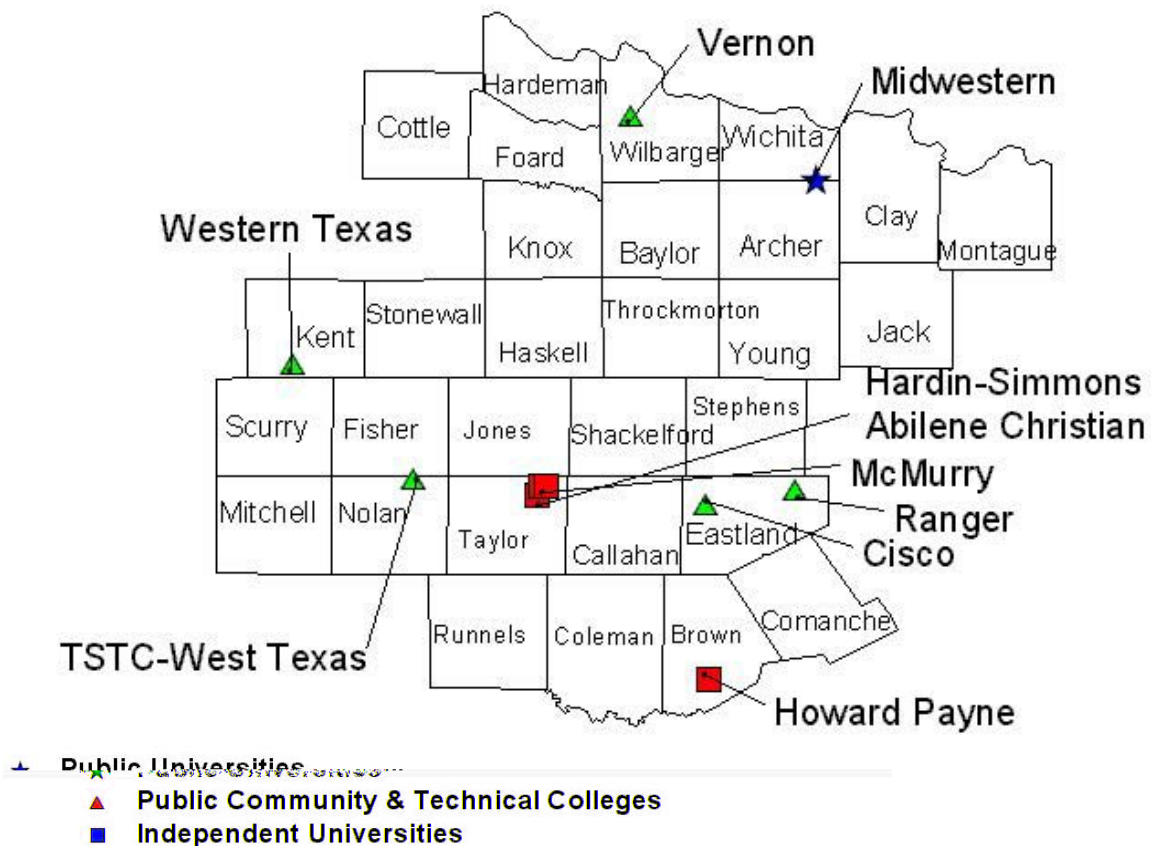 Vernon
Midwestern
Hardeman
Cottle
Foard
Wilbarger
Wichita
Clay
Montague
Western Texas
Knox
Baylor
Archer
Kent
Stonewall
Haskell
Throckmorton
Young
Jack
Hardin-Simmons
Abilene Christian
McMurry
Ranger
Cisco
Scurry
Fisher
Jones
Shackelford
Stephens
Mitchell
Nolan
Taylor
Callahan
Eastland
Runnels
Coleman
Brown
Comanche
TSTC-West Texas
Howard Payne
Public Universities
Public Community & Technical Colleges
Independent Universities